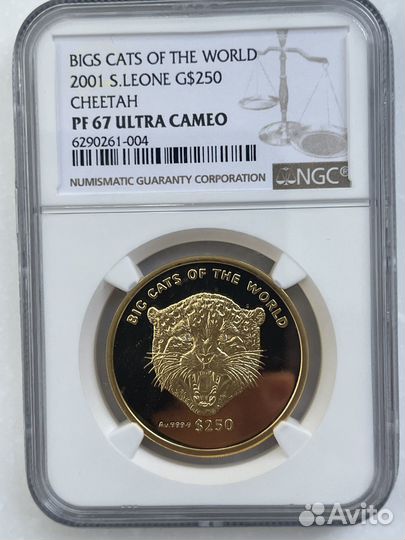 BIGS CATS OF THE WORLD
2001 S.LEONE G$250
CHEETAH
PF 67 ULTRA CAMEO
6290261-004
NUMISMATIC GUARANTY CORPORATION
NGC®
BIG CATS OF THE WORLD
Au.9999 $250
Avito